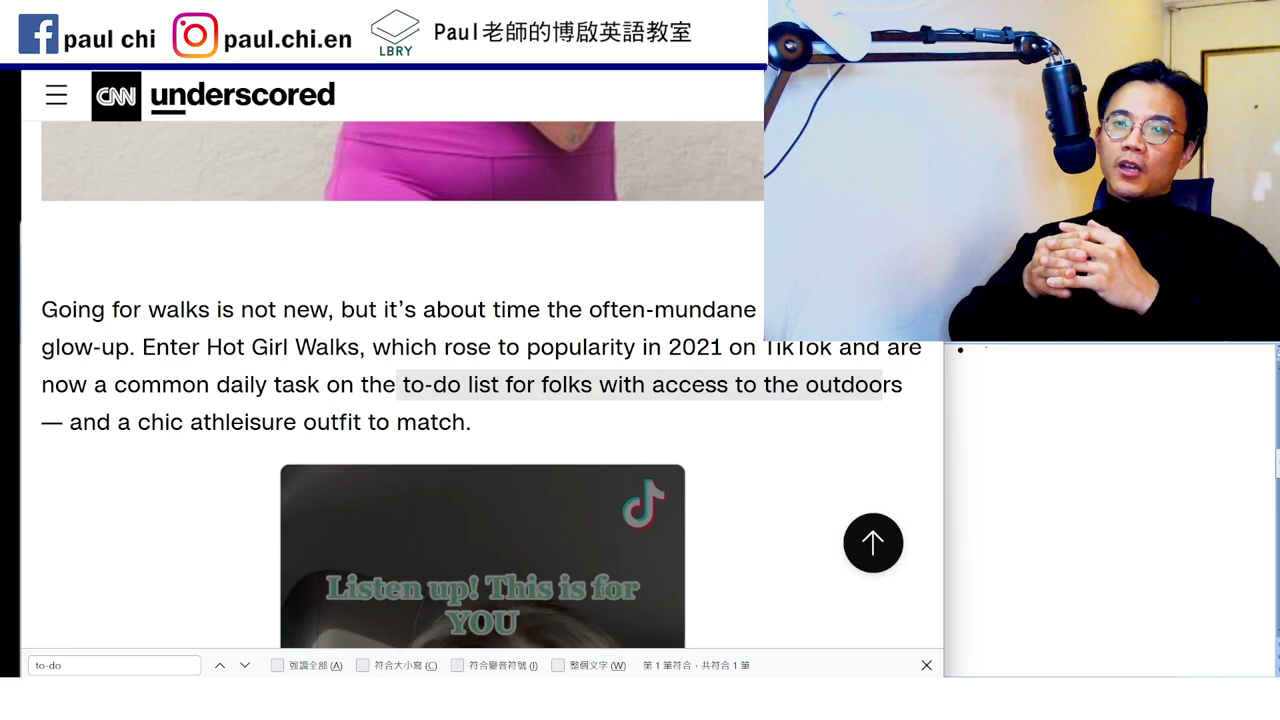 paul chi
paul.chi.en
LBRY
Paul老師的博啟英語教室
CNN underscored
Going for walks is not new, but it’s about time the often-mundane
glow-up. Enter Hot Girl Walks, which rose to popularity in 2021 on TikTok and are
now a common daily task on the to-do list for folks with access to the outdoors
— and a chic athleisure outfit to match.
Listen up! This is for
YOU
to-do
強調全部 (A)
符合大小寫 (C)
符合變音符號 (I)
整個文字 (W)
第 1 筆符合，共符合 1 筆